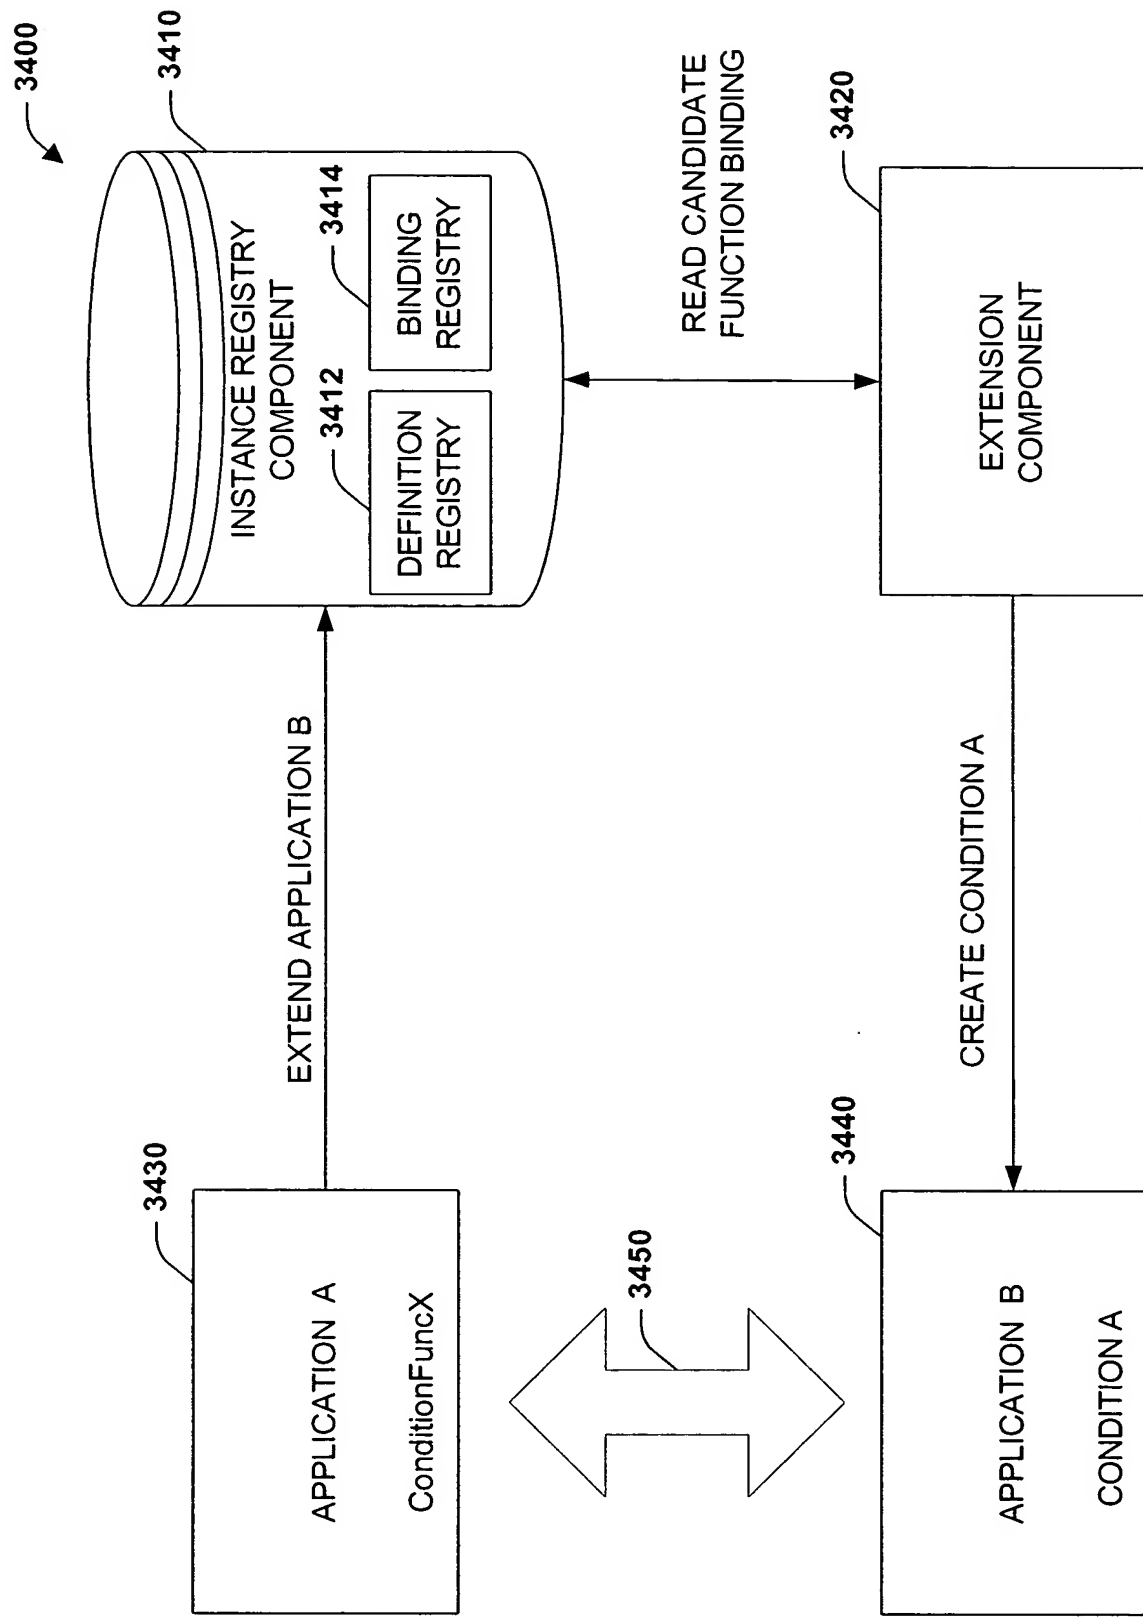 3400
3430
APPLICATION A
ConditionFuncX
EXTEND APPLICATION B
3410
INSTANCE REGISTRY
COMPONENT
3412
DEFINITION
REGISTRY
3414
BINDING
REGISTRY
3450
READ CANDIDATE
FUNCTION BINDING
3440
APPLICATION B
CONDITION A
CREATE CONDITION A
3420
EXTENSION
COMPONENT